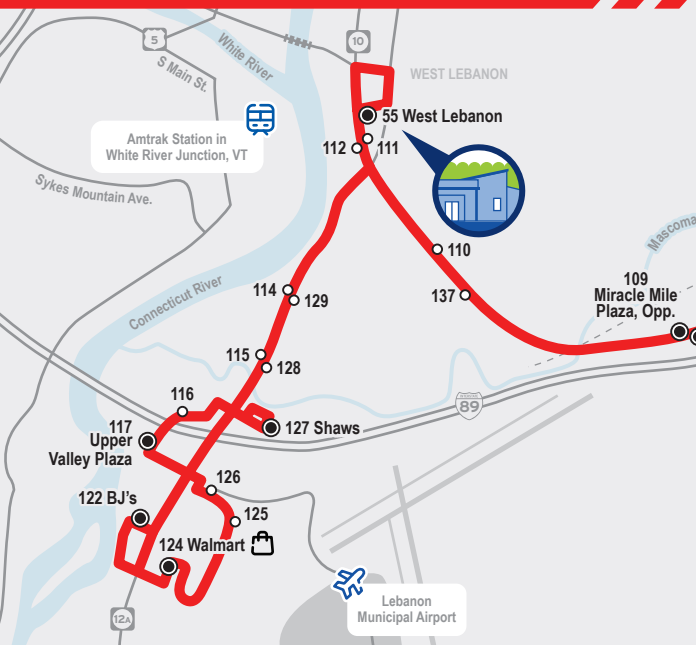 5
S Main St.
White River
10
WEST LEBANON
55 West Lebanon
112
111
Amtrak Station in
White River Junction, VT
Sykes Mountain Ave.
110
137
Mascoma
109
Miracle Mile
Plaza, Opp.
Connecticut River
114
129
115
128
116
89
117
Upper
Valley Plaza
127 Shaws
126
122 BJ's
125
124 Walmart
12A
Lebanon
Municipal Airport